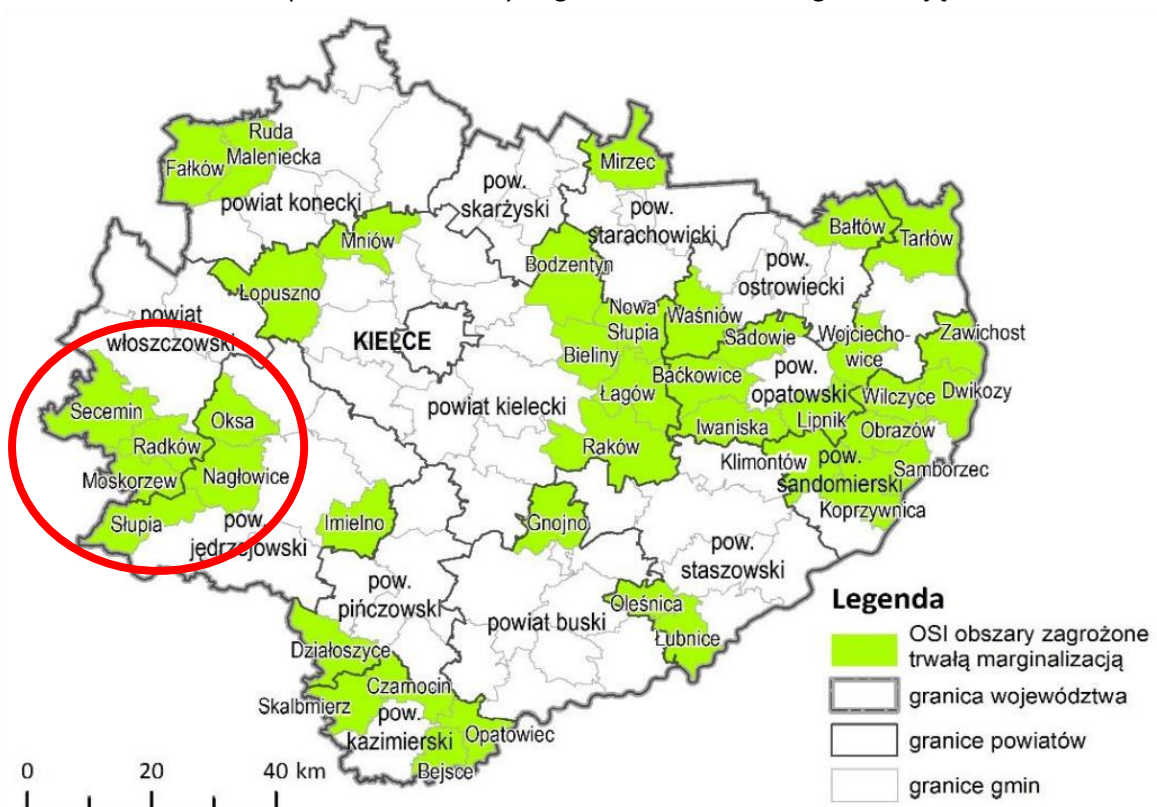 Ruda
Maleniecka
Fałków
powiat konecki
Mirzec
pow.
skarżyski
pow.
starachowicki
Bałtów
Tarłów
Mniów
Bodzentyn
pow.
ostrowiecki
Łopuszno
powiat
włoszczowski
KIELCE
Nowa
Słupia
Waśniów
Sadowie
Wojciecho-
wice
Zawichost
Bieliny
Baćkowice
pow.
opatowski
Wilczyce
Dwikozy
Secemin
Oksa
powiat kielecki
Łagów
Iwaniska
Lipnik
Obrazów
Radków
Raków
Klimontów
pow.
sandomierski
Samborzec
Moskorzew
Nagłowice
Koprzywnica
Słupia
pow.
jędrzejowski
Imielno
Gnojno
pow.
staszowski
pow.
pińczowski
powiat buski
Oleśnica
Łubnice
Działoszyce
Czarnocin
Skalbmierz
pow.
kazimierski
Opatowiec
Bejsce
0 20 40 km
Legenda
OSI obszary zagrożone
trwałą marginalizacją
granica województwa
granice powiatów
granice gmin